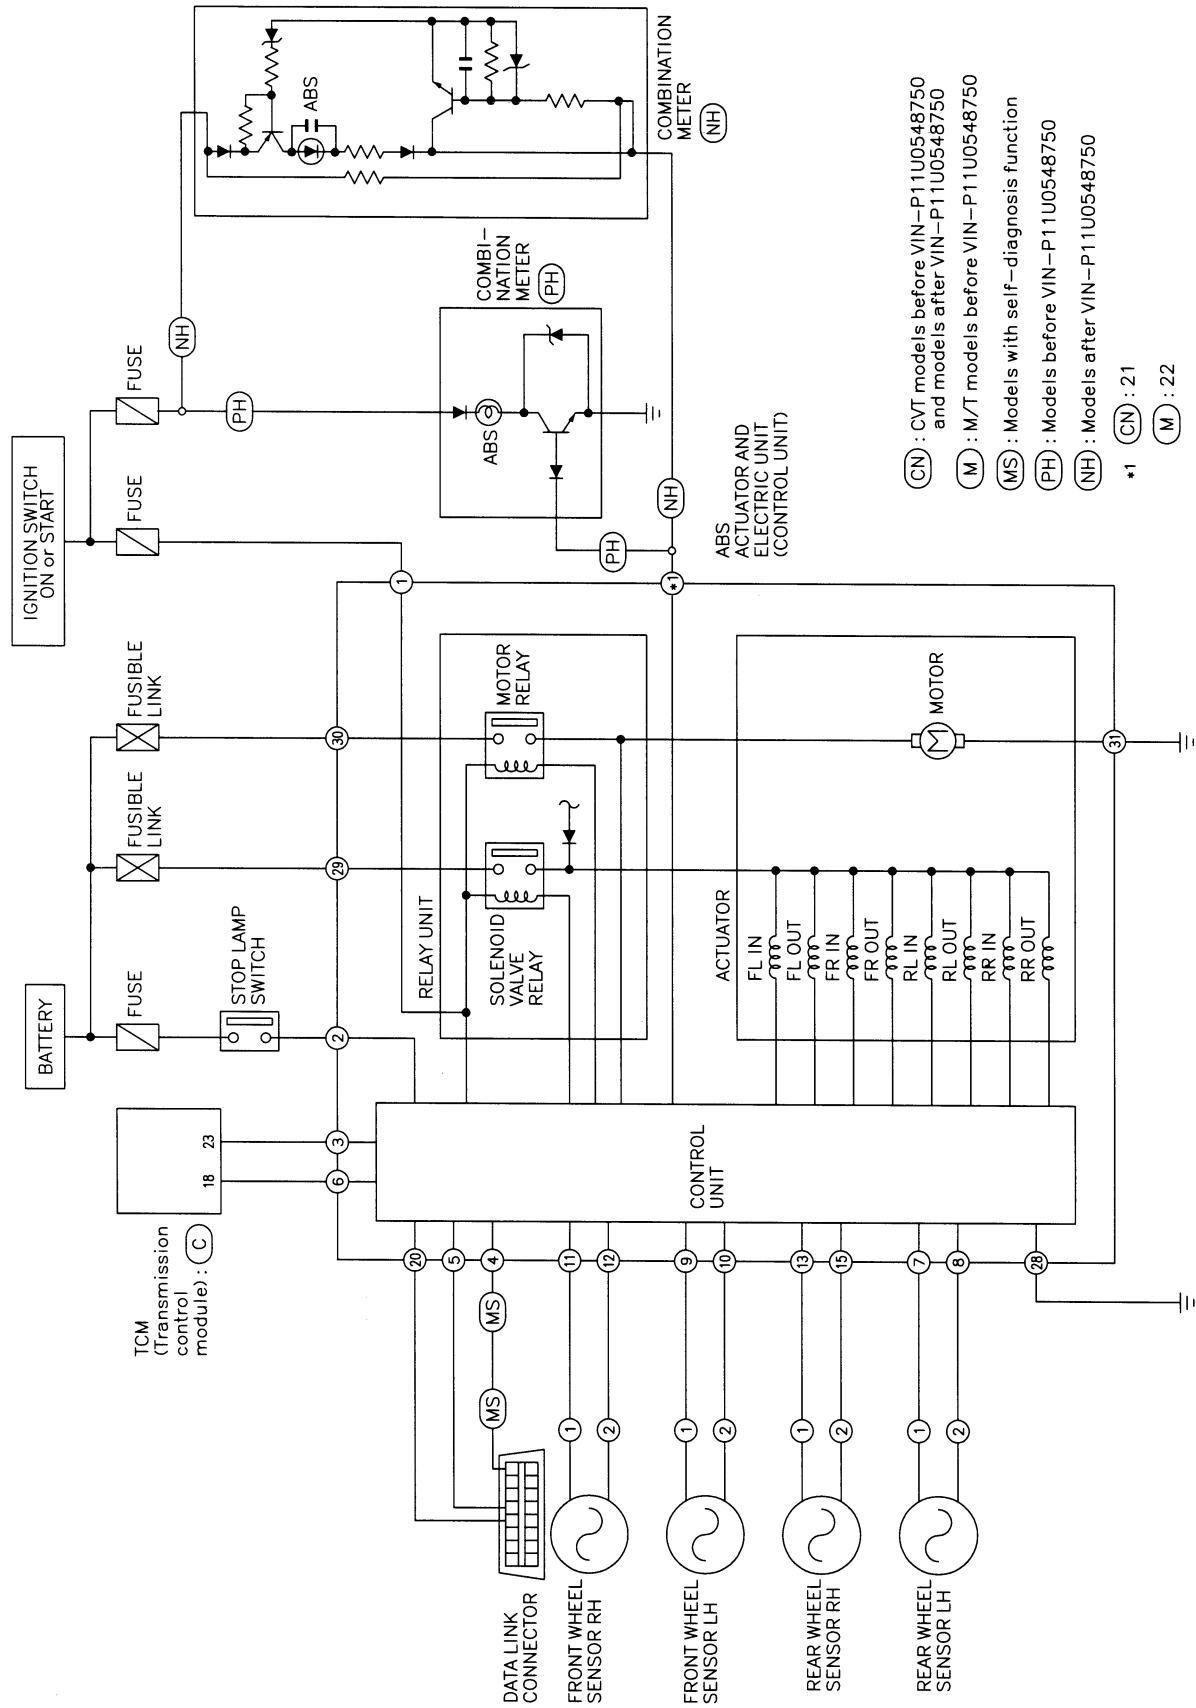 BATTERY
IGNITION SWITCH
ON or START
FUSE
STOP LAMP
SWITCH
FUSIBLE
LINK
FUSIBLE
LINK
FUSE
FUSE
TCM
(Transmission
control
module) : C
18
23
6
3
2
29
30
1
NH
PH
COMBI–
NATION
METER
PH
ABS
ABS
COMBINATION
METER
NH
PH
NH
*1
ABS
ACTUATOR AND
ELECTRIC UNIT
(CONTROL UNIT)
RELAY UNIT
SOLENOID
VALVE
RELAY
MOTOR
RELAY
ACTUATOR
FL IN
FL OUT
FR IN
FR OUT
RL IN
RL OUT
RR IN
RR OUT
MOTOR
M
31
CONTROL
UNIT
20
5
4
11
12
9
10
13
15
7
8
28
MS
MS
DATA LINK
CONNECTOR
1
2
FRONT WHEEL
SENSOR RH
1
2
FRONT WHEEL
SENSOR LH
1
2
REAR WHEEL
SENSOR RH
1
2
REAR WHEEL
SENSOR LH
CN : CVT models before VIN–P11U0548750
and models after VIN–P11U0548750
M : M/T models before VIN–P11U0548750
MS : Models with self–diagnosis function
PH : Models before VIN–P11U0548750
NH : Models after VIN–P11U0548750
*1 CN : 21
M : 22